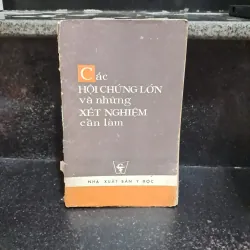 Các
HỘI CHỨNG LỚN
và những
XÉT NGHIỆM
cần làm
NHÀ XUẤT BẢN Y HỌC